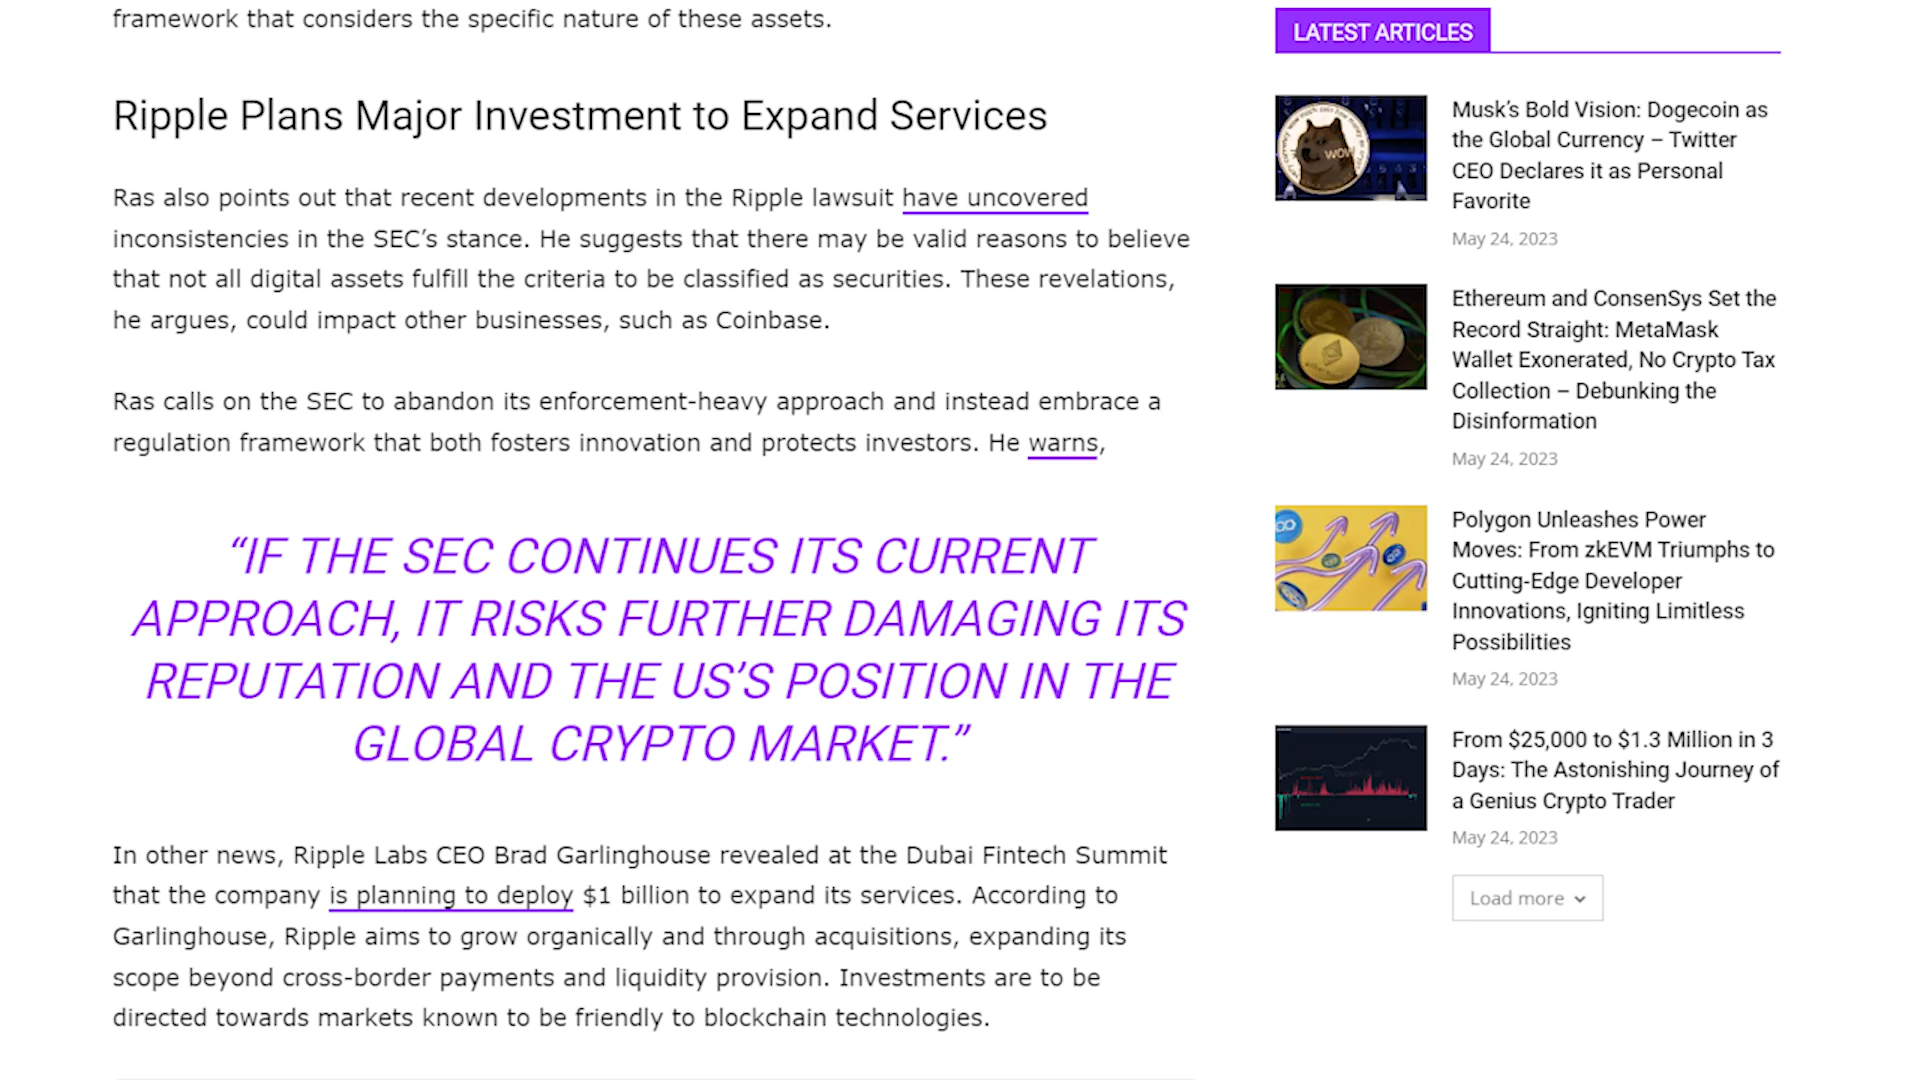 framework that considers the specific nature of these assets.
Ripple Plans Major Investment to Expand Services
Ras also points out that recent developments in the Ripple lawsuit have uncovered
inconsistencies in the SEC’s stance. He suggests that there may be valid reasons to believe
that not all digital assets fulfill the criteria to be classified as securities. These revelations,
he argues, could impact other businesses, such as Coinbase.
Ras calls on the SEC to abandon its enforcement-heavy approach and instead embrace a
regulation framework that both fosters innovation and protects investors. He warns,
“IF THE SEC CONTINUES ITS CURRENT
APPROACH, IT RISKS FURTHER DAMAGING ITS
REPUTATION AND THE US’S POSITION IN THE
GLOBAL CRYPTO MARKET.”
In other news, Ripple Labs CEO Brad Garlinghouse revealed at the Dubai Fintech Summit
that the company is planning to deploy $1 billion to expand its services. According to
Garlinghouse, Ripple aims to grow organically and through acquisitions, expanding its
scope beyond cross-border payments and liquidity provision. Investments are to be
directed towards markets known to be friendly to blockchain technologies.
LATEST ARTICLES
wow
Musk’s Bold Vision: Dogecoin as
the Global Currency – Twitter
CEO Declares it as Personal
Favorite
May 24, 2023
Ethereum and ConsenSys Set the
Record Straight: MetaMask
Wallet Exonerated, No Crypto Tax
Collection – Debunking the
Disinformation
May 24, 2023
Polygon Unleashes Power
Moves: From zkEVM Triumphs to
Cutting-Edge Developer
Innovations, Igniting Limitless
Possibilities
May 24, 2023
From $25,000 to $1.3 Million in 3
Days: The Astonishing Journey of
a Genius Crypto Trader
May 24, 2023
Load more